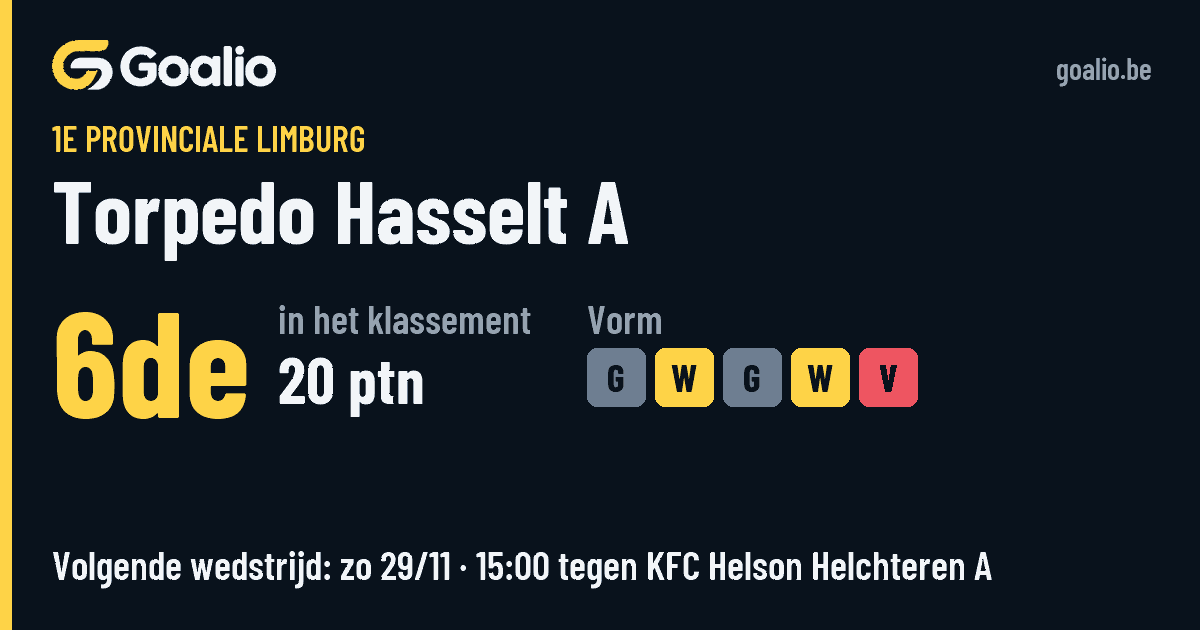 Goalio
goalio.be
1E PROVINCIALE LIMBURG
Torpedo Hasselt A
6de
in het klassement
20 ptn
Vorm
G W G W V
Volgende wedstrijd: zo 29/11 · 15:00 tegen KFC Helson Helchteren A